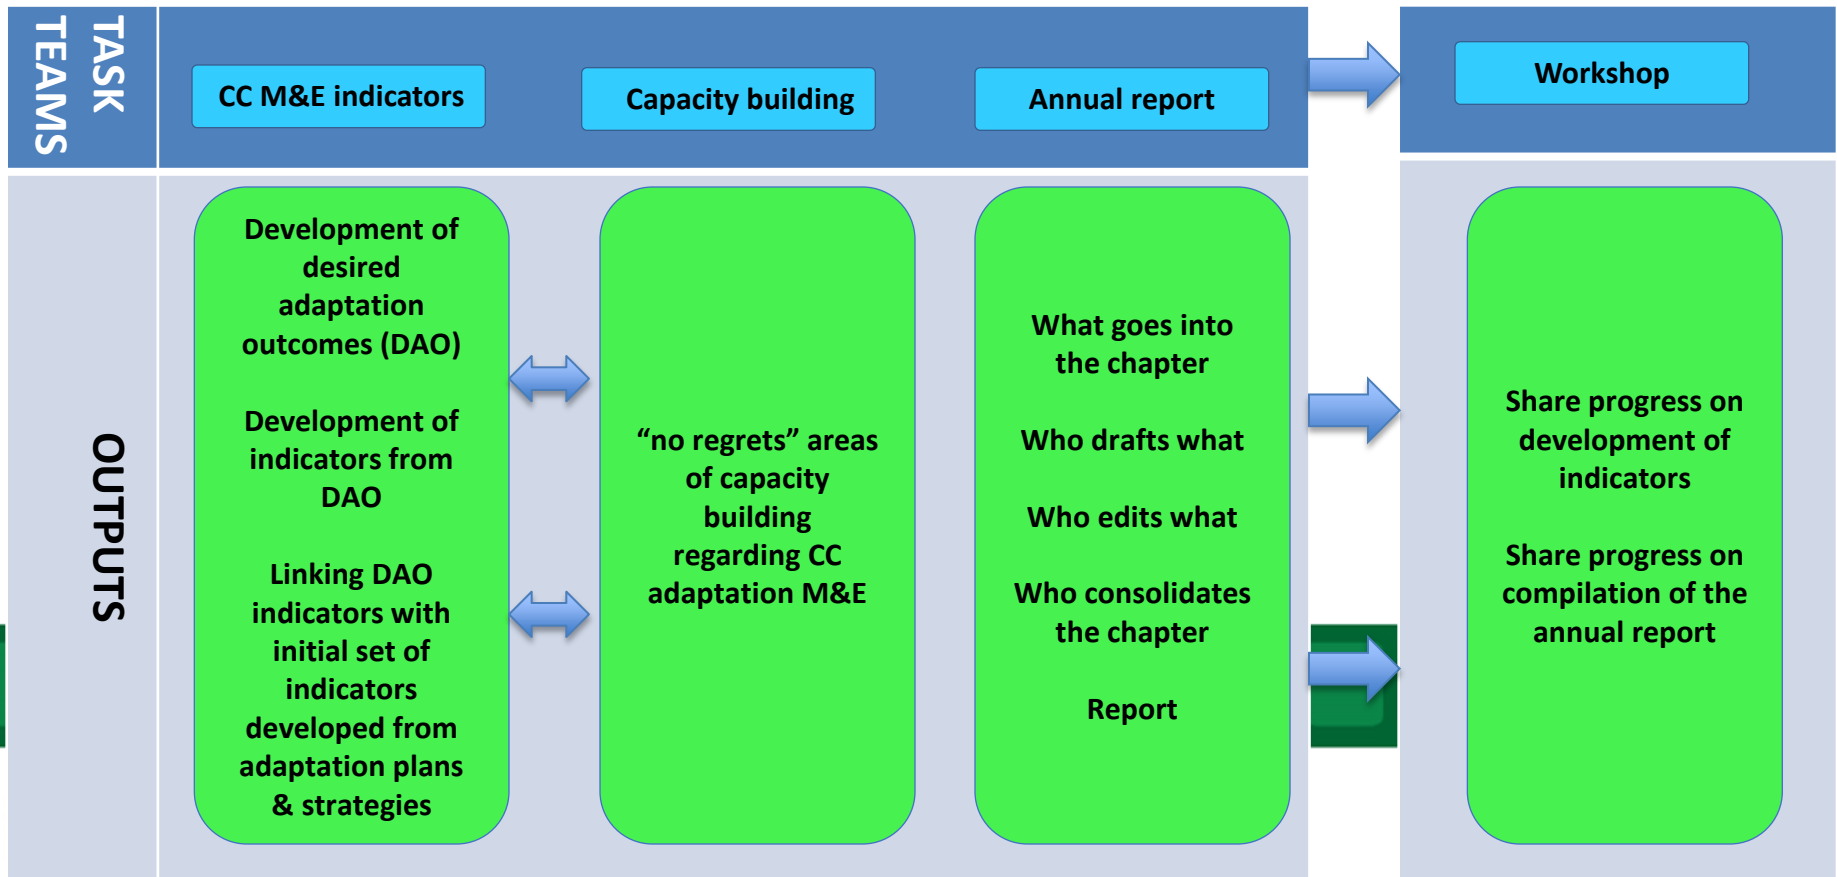 TASK
TEAMS
CC M&E indicators
Capacity building
Annual report
Workshop
OUTPUTS
Development of
desired
adaptation
outcomes (DAO)
Development of
indicators from
DAO
Linking DAO
indicators with
initial set of
indicators
developed from
adaptation plans
& strategies
“no regrets” areas
of capacity
building
regarding CC
adaptation M&E
What goes into
the chapter
Who drafts what
Who edits what
Who consolidates
the chapter
Report
Share progress on
development of
indicators
Share progress on
compilation of the
annual report